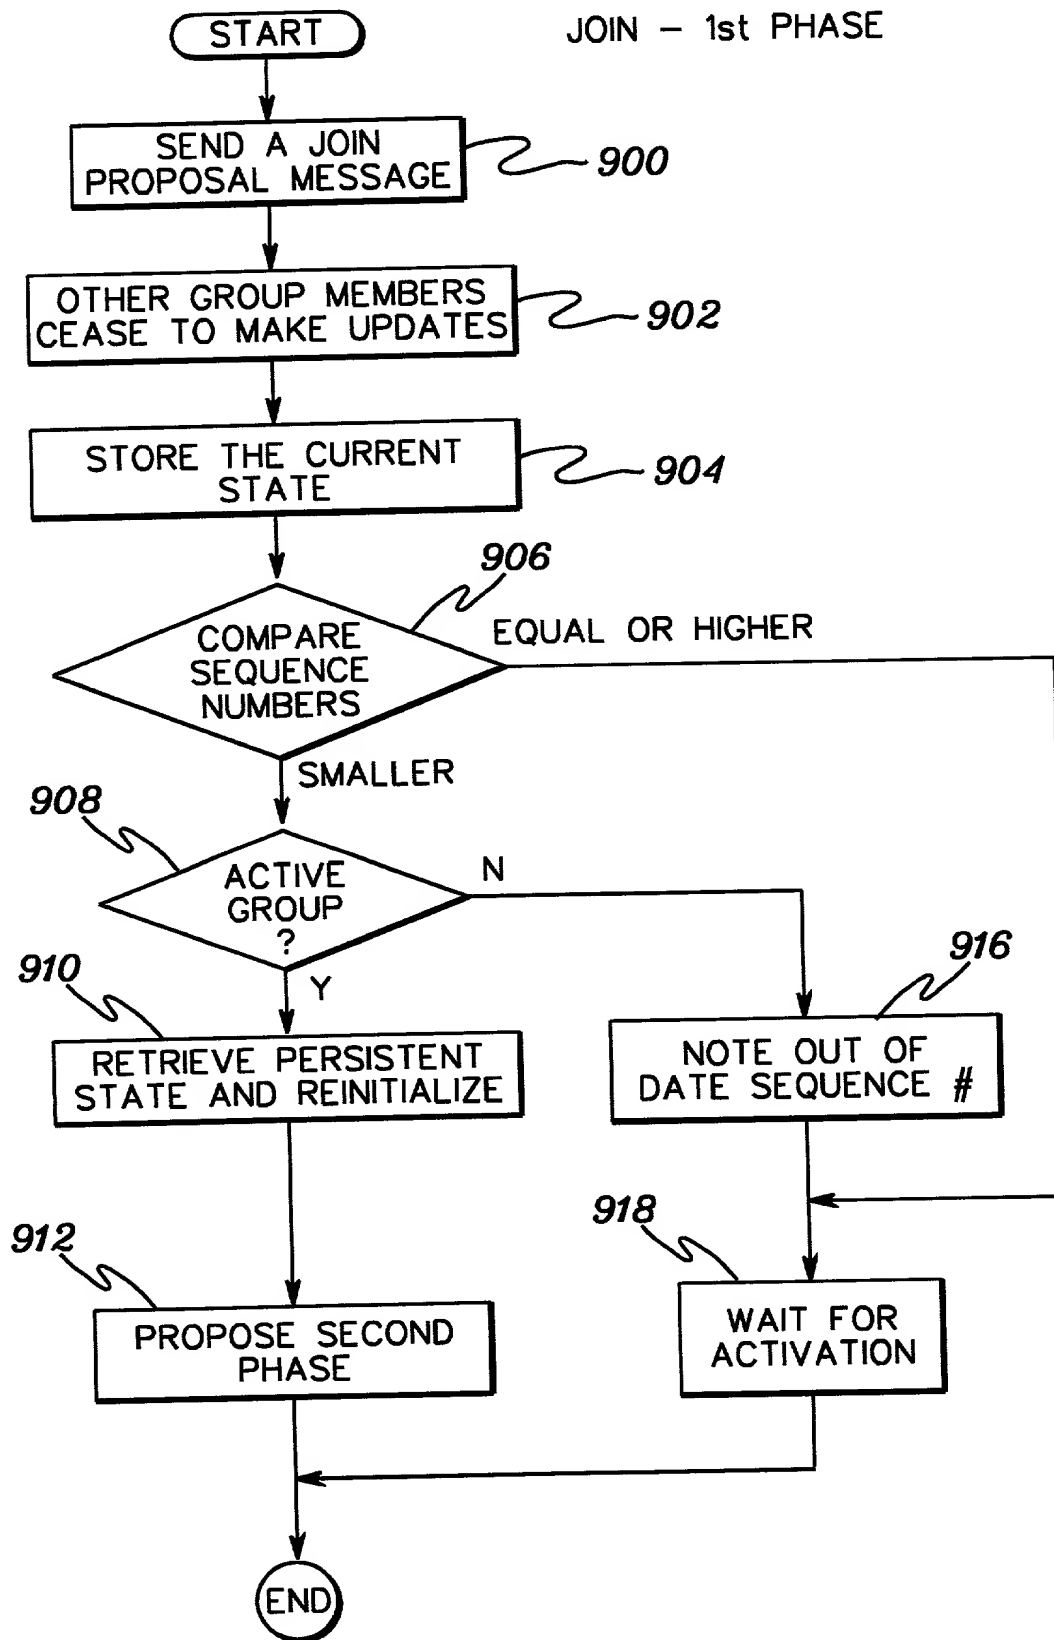 START
JOIN – 1st PHASE
SEND A JOIN
PROPOSAL MESSAGE
900
OTHER GROUP MEMBERS
CEASE TO MAKE UPDATES
902
STORE THE CURRENT
STATE
904
906
COMPARE
SEQUENCE
NUMBERS
EQUAL OR HIGHER
SMALLER
908
ACTIVE
GROUP
?
N
Y
910
RETRIEVE PERSISTENT
STATE AND REINITIALIZE
916
NOTE OUT OF
DATE SEQUENCE #
912
PROPOSE SECOND
PHASE
918
WAIT FOR
ACTIVATION
END